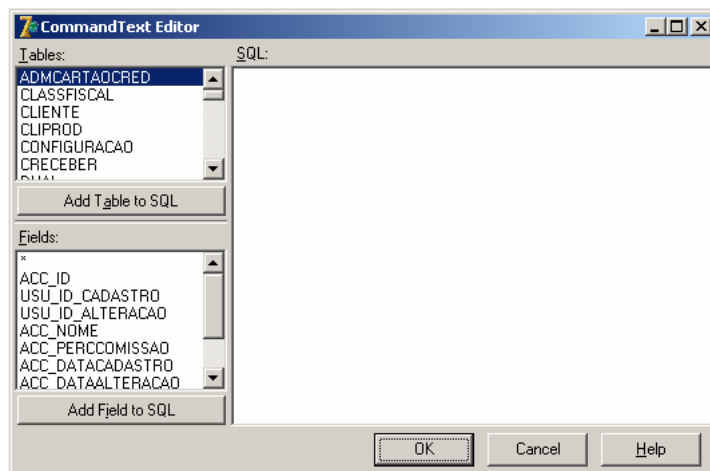 CommandText Editor
Tables:
ADMCARTAOCRED
CLASSFISCAL
CLIENTE
CLIPROD
CONFIGURACAO
CRECEBER
DUAL
Add Table to SQL
Fields:
*
ACC_ID
USU_ID_CADASTRO
USU_ID_ALTERACAO
ACC_NOME
ACC_PERCCOMISSAO
ACC_DATACADASTRO
ACC_DATAALTERACAO
Add Field to SQL
SQL:
OK
Cancel
Help